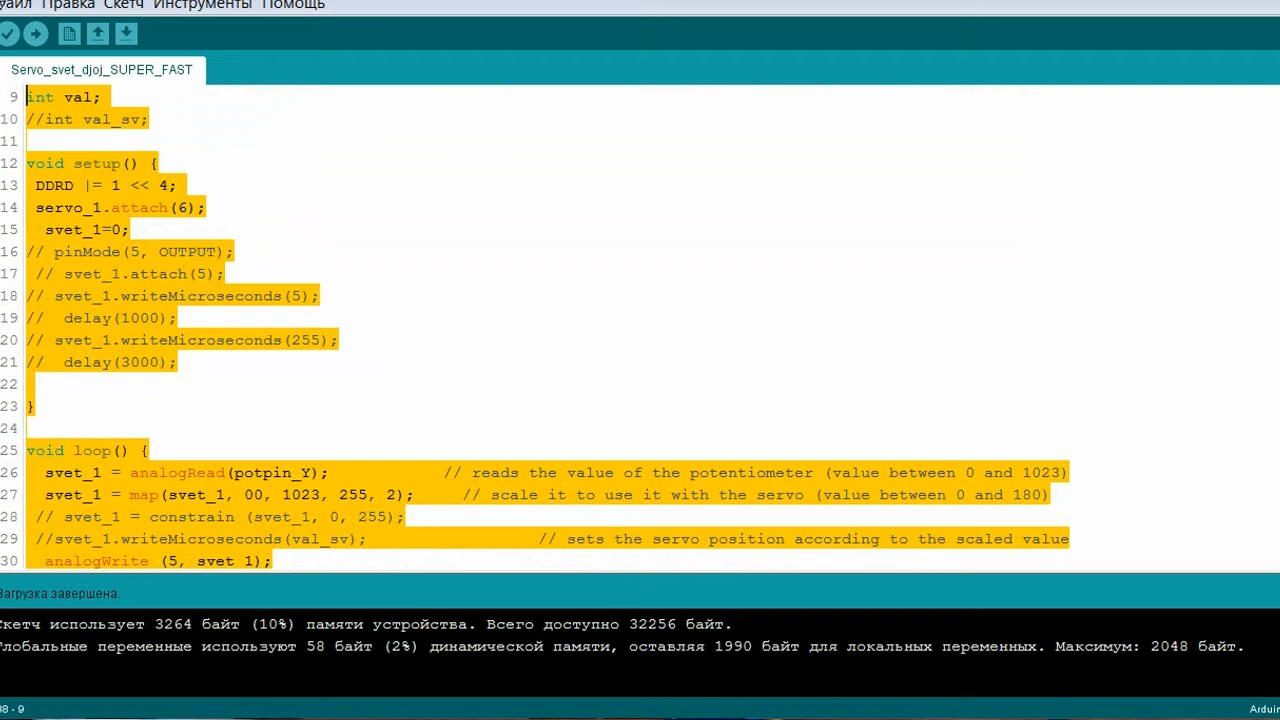 Файл Правка Скетч Инструменты Помощь
Servo_svet_djoj_SUPER_FAST
9 int val;
10 //int val_sv;
11
12 void setup() {
13 DDRD |= 1 << 4;
14 servo_1.attach(6);
15 svet_1=0;
16 // pinMode(5, OUTPUT);
17 // svet_1.attach(5);
18 // svet_1.writeMicroseconds(5);
19 // delay(1000);
20 // svet_1.writeMicroseconds(255);
21 // delay(3000);
22
23 }
24
25 void loop() {
26 svet_1 = analogRead(potpin_Y); // reads the value of the potentiometer (value between 0 and 1023)
27 svet_1 = map(svet_1, 00, 1023, 255, 2); // scale it to use it with the servo (value between 0 and 180)
28 // svet_1 = constrain (svet_1, 0, 255);
29 //svet_1.writeMicroseconds(val_sv); // sets the servo position according to the scaled value
30 analogWrite (5, svet_1);
Загрузка завершена.
Скетч использует 3264 байт (10%) памяти устройства. Всего доступно 32256 байт.
Глобальные переменные используют 58 байт (2%) динамической памяти, оставляя 1990 байт для локальных переменных. Максимум: 2048 байт.
38 - 9
Arduin